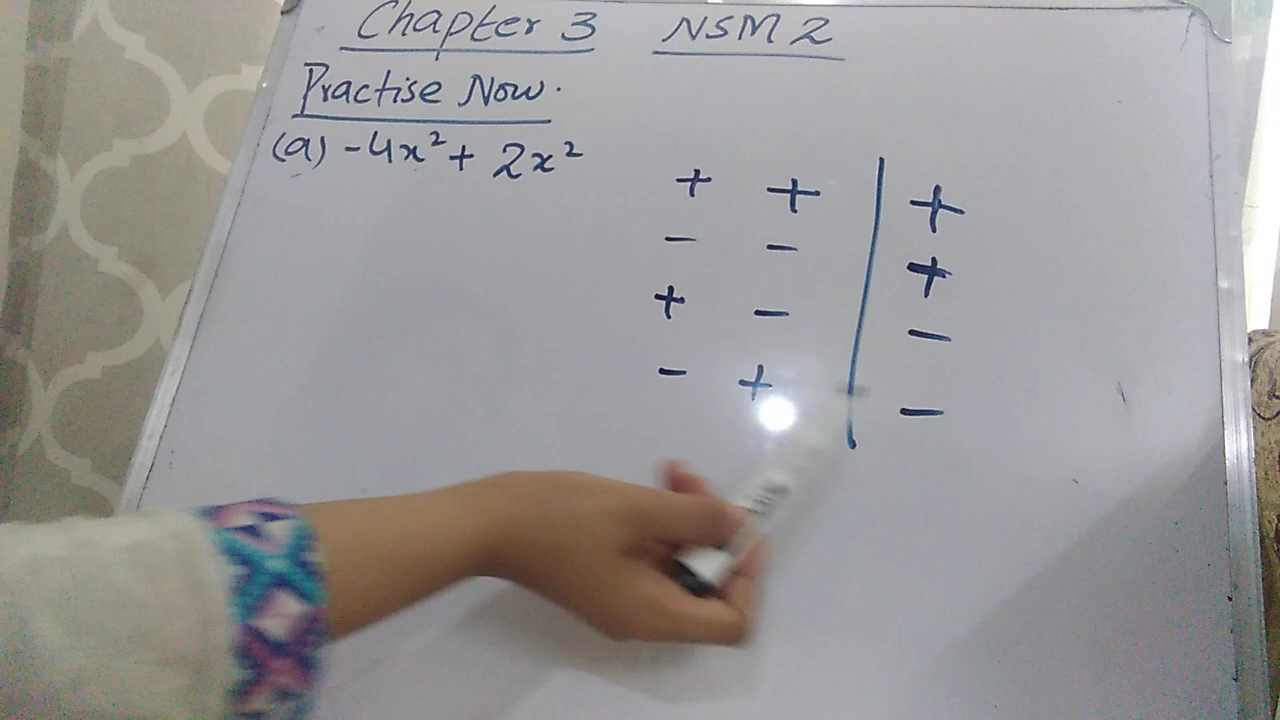 Chapter 3 NSM 2
Practise Now.
(a) -4x² + 2x²
+ + | +
- - | +
+ - | -
- + | -